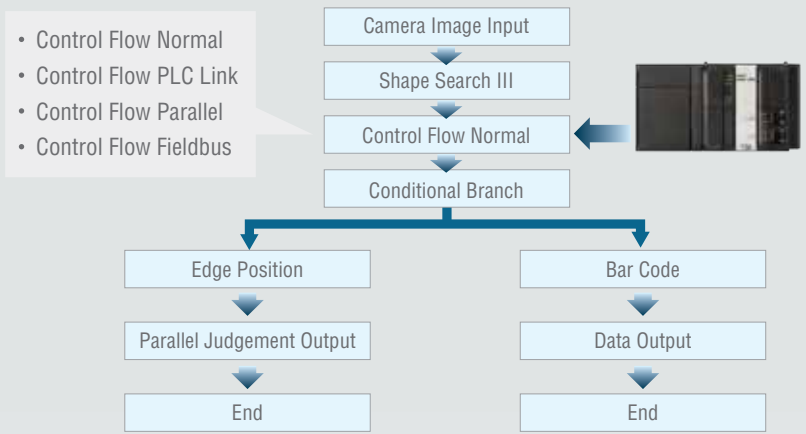 • Control Flow Normal
• Control Flow PLC Link
• Control Flow Parallel
• Control Flow Fieldbus
Camera Image Input
Shape Search III
Control Flow Normal
Conditional Branch
Edge Position
Bar Code
Parallel Judgement Output
Data Output
End
End